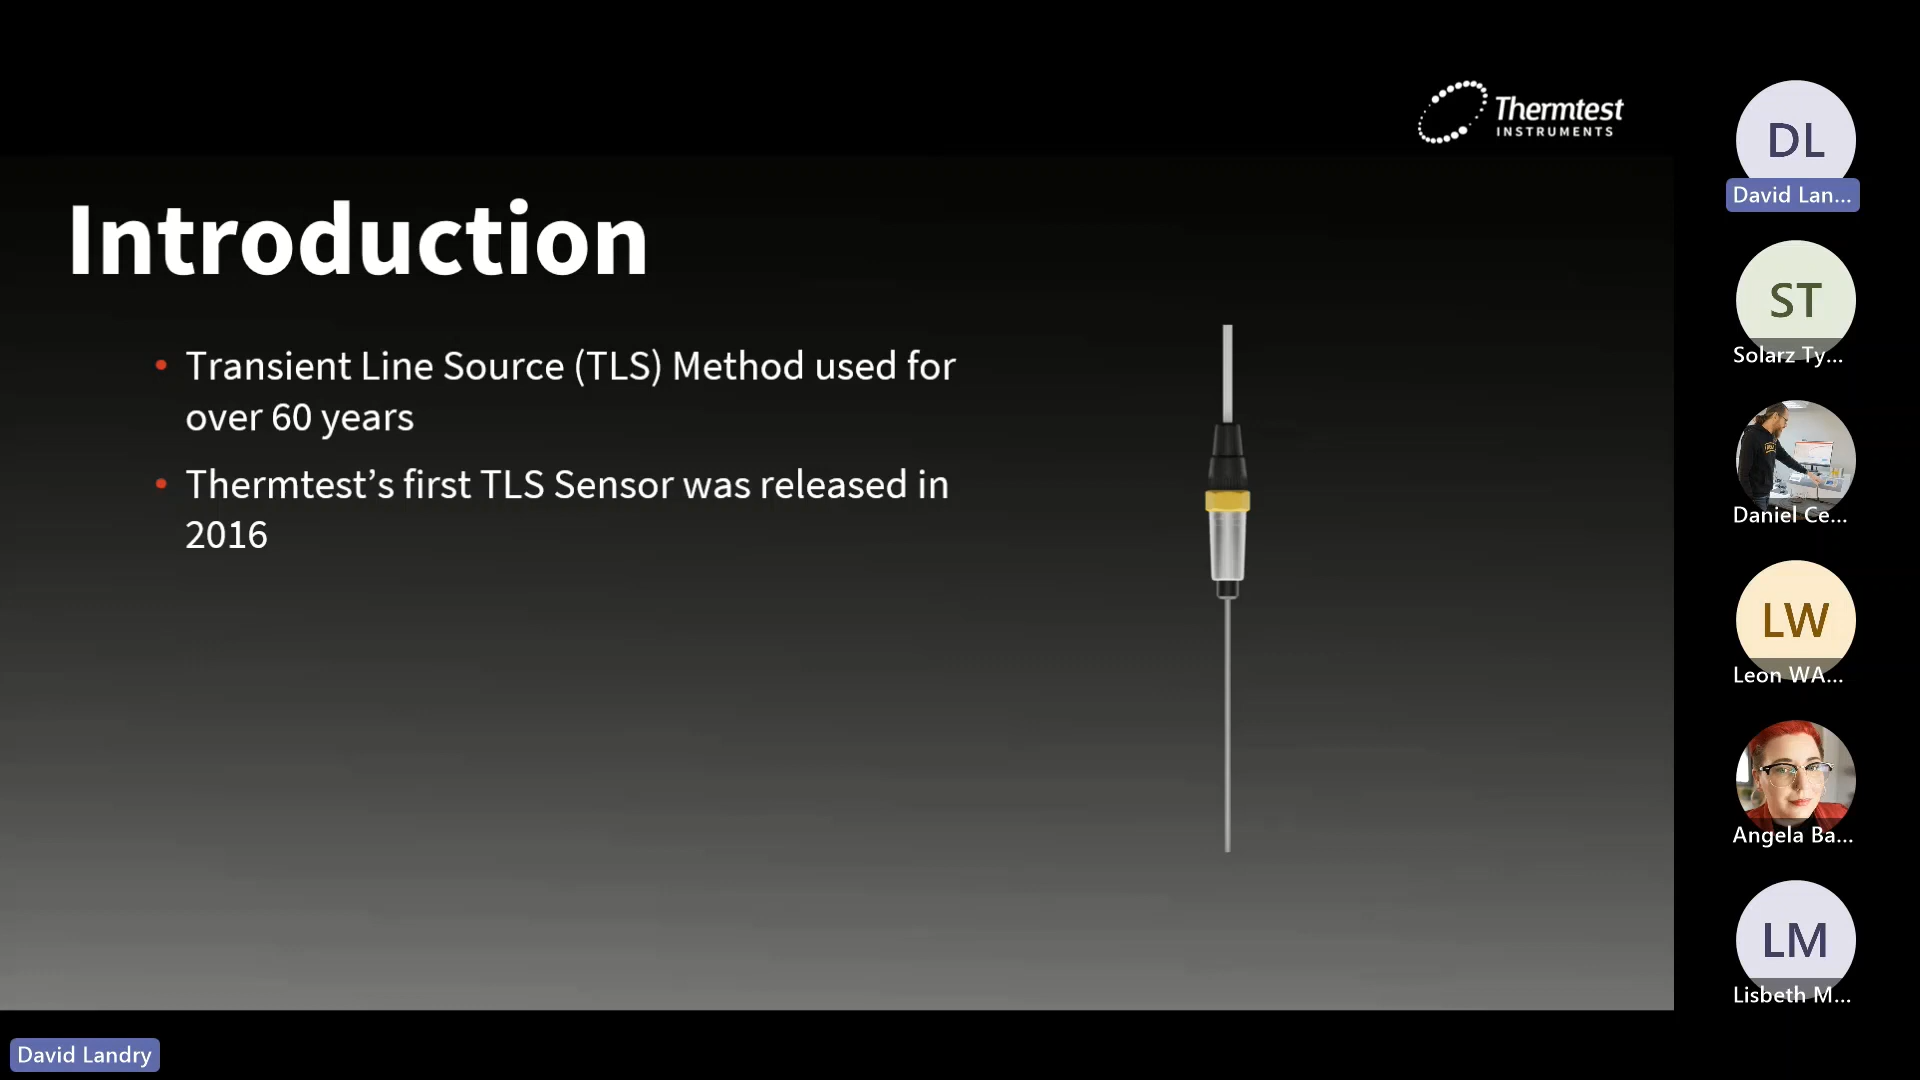 Thermtest
INSTRUMENTS
Introduction
• Transient Line Source (TLS) Method used for
over 60 years
• Thermtest’s first TLS Sensor was released in
2016
DL
David Lan...
ST
Solarz Ty...
Daniel Ce...
LW
Leon WA...
Angela Ba...
LM
Lisbeth M...
David Landry